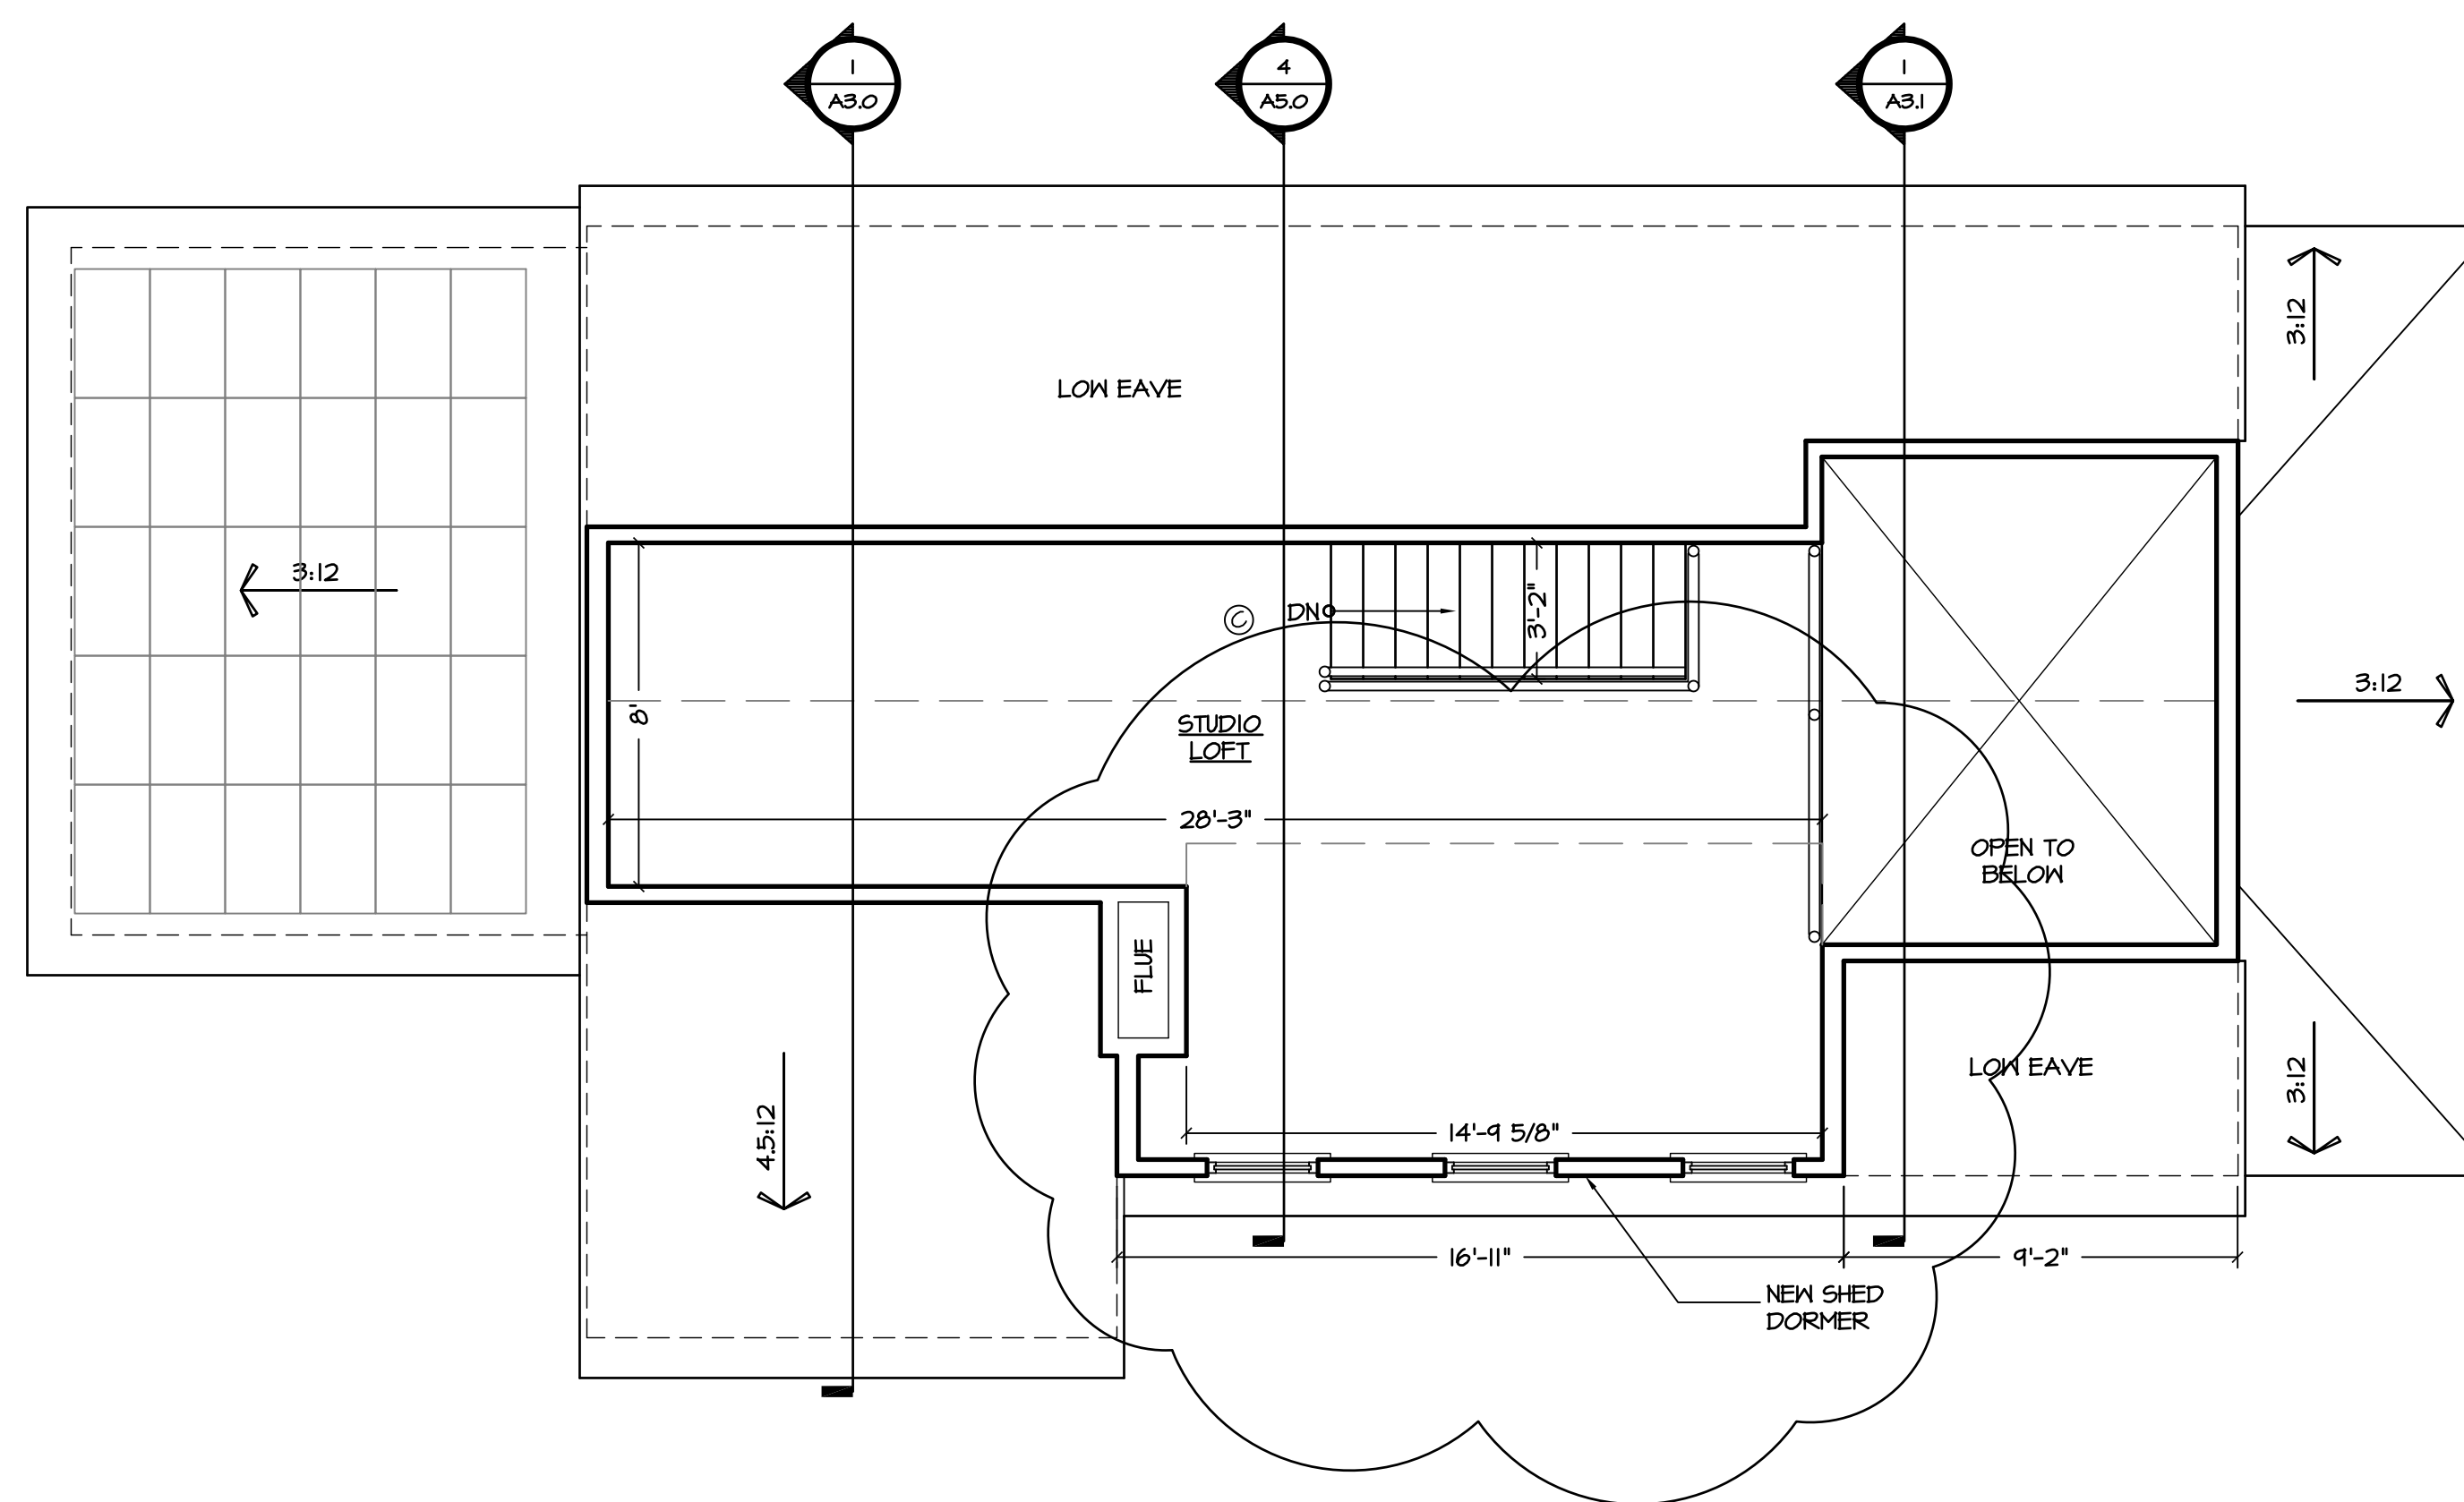 1
A3.0
4
A5.0
1
A3.1
LOW EAVE
3:12
3:12
DN
3'-2"
©
8'
STUDIO
LOFT
3:12
28'-3"
OPEN TO
BELOW
FLUE
LOW EAVE
3:12
4.5:12
14'-9 5/8"
16'-11"
9'-2"
NEW SHED
DORMER